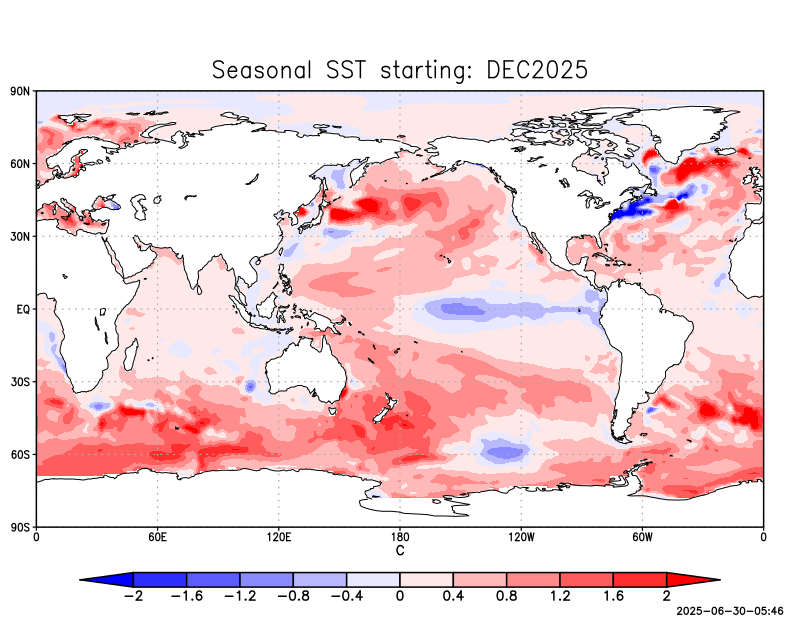 Seasonal SST starting: DEC2025
90N
60N
30N
EQ
30S
60S
90S
0 60E 120E 180 120W 60W 0
C
−2 −1.6 −1.2 −0.8 −0.4 0 0.4 0.8 1.2 1.6 2
2025-06-30-05:46